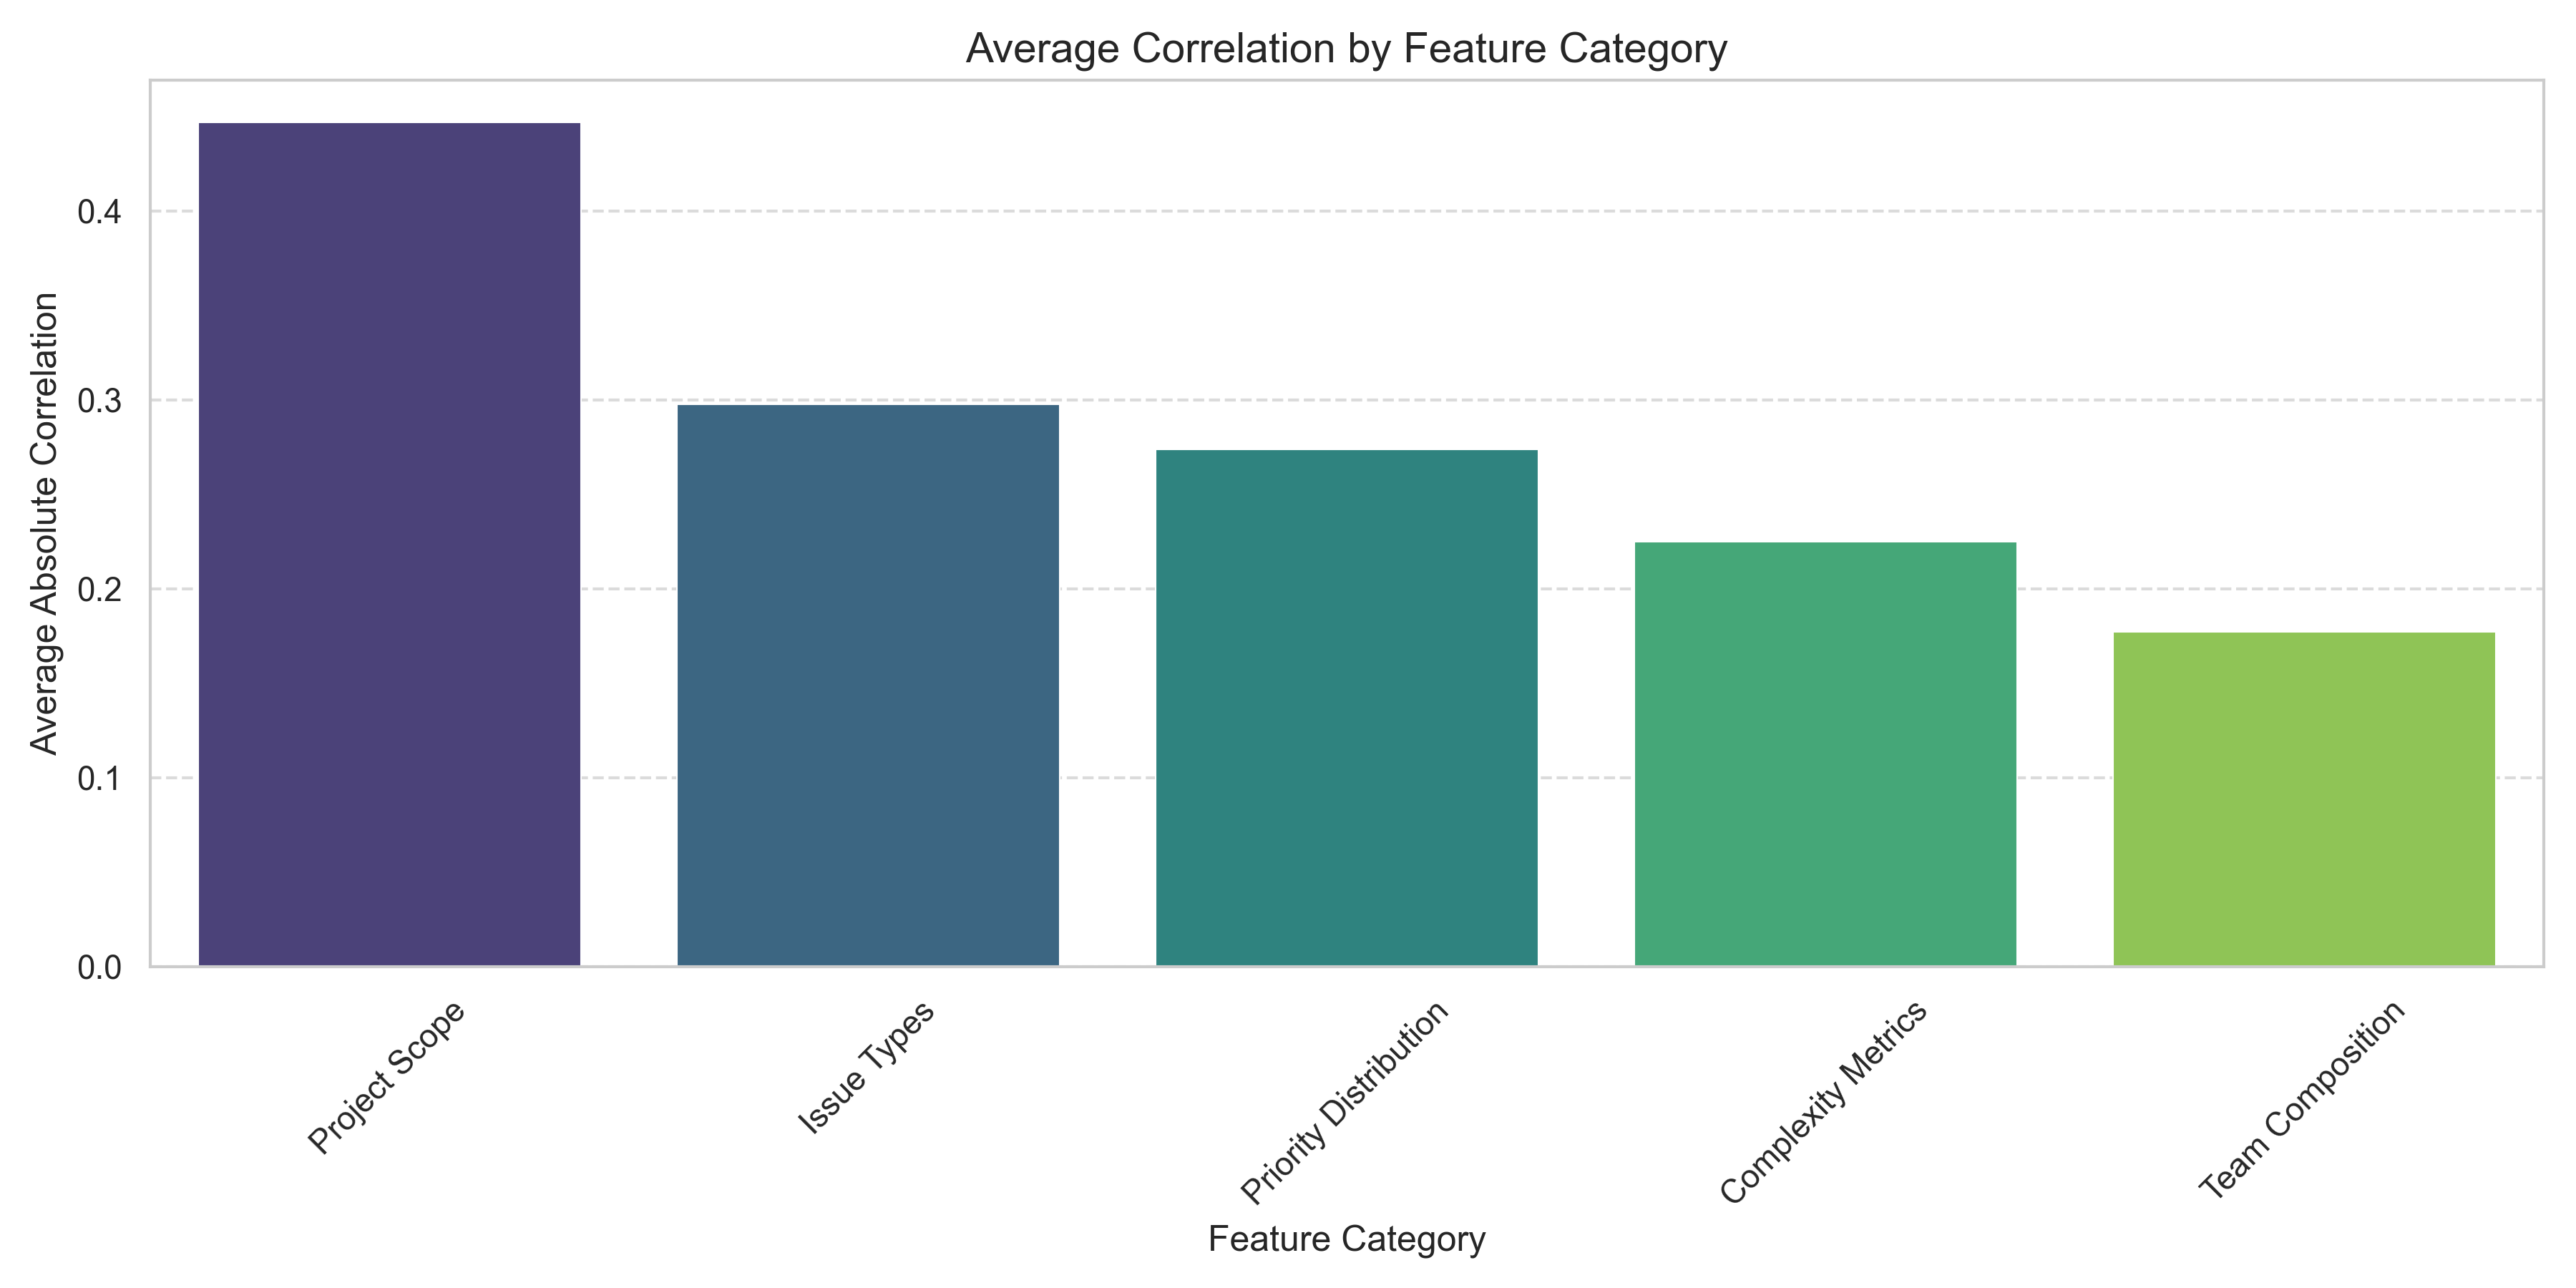 Average Correlation by Feature Category
Average Absolute Correlation
0.4
0.3
0.2
0.1
0.0
Project Scope
Issue Types
Priority Distribution
Complexity Metrics
Team Composition
Feature Category